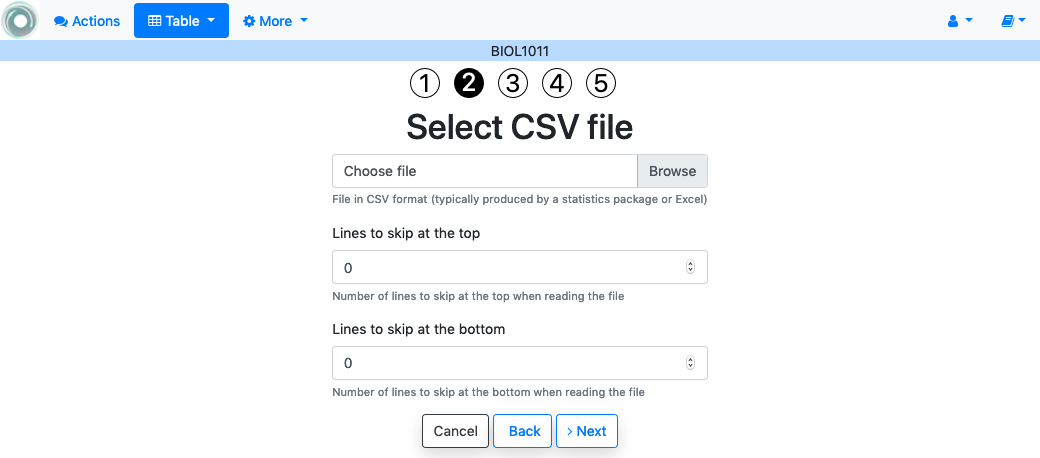 Actions Table More
BIOL1011
1 2 3 4 5
Select CSV file
Choose file Browse
File in CSV format (typically produced by a statistics package or Excel)
Lines to skip at the top
0
Number of lines to skip at the top when reading the file
Lines to skip at the bottom
0
Number of lines to skip at the bottom when reading the file
Cancel Back Next